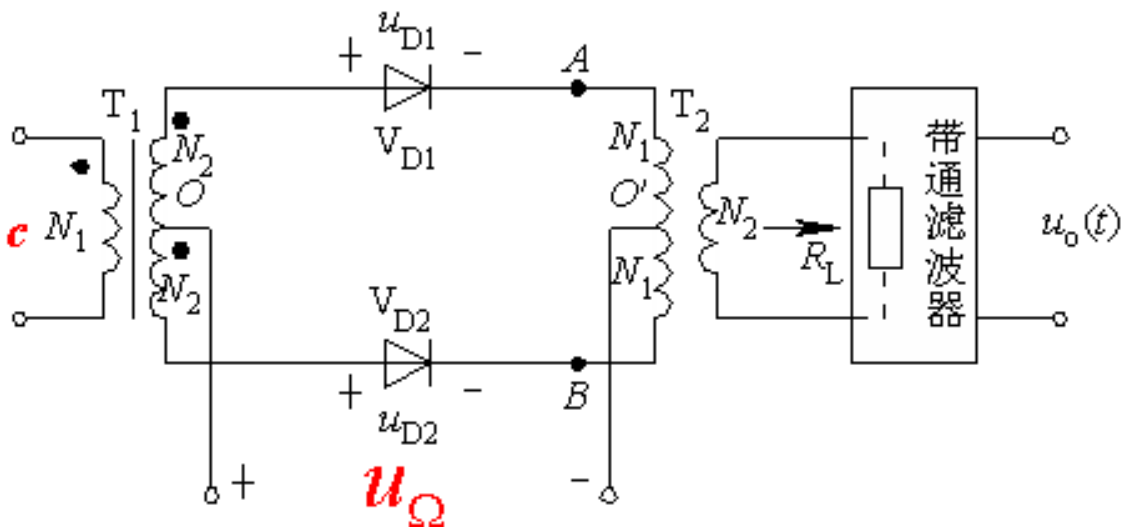 u_D1
+ -
A
T_1
V_D1
T_2
N_2
N_1
O
O'
c
N_1
N_2
N_2
R_L
N_1
带通滤波器
u_o(t)
V_D2
+ -
B
u_D2
+
u_Ω
-